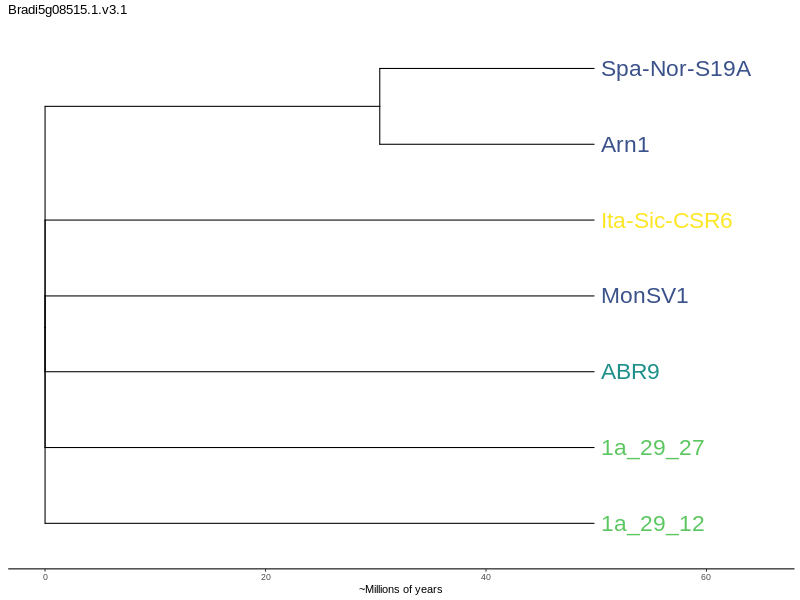 Bradi5g08515.1.v3.1
Spa-Nor-S19A
Arn1
Ita-Sic-CSR6
MonSV1
ABR9
1a_29_27
1a_29_12
0 20 40 60
~Millions of years